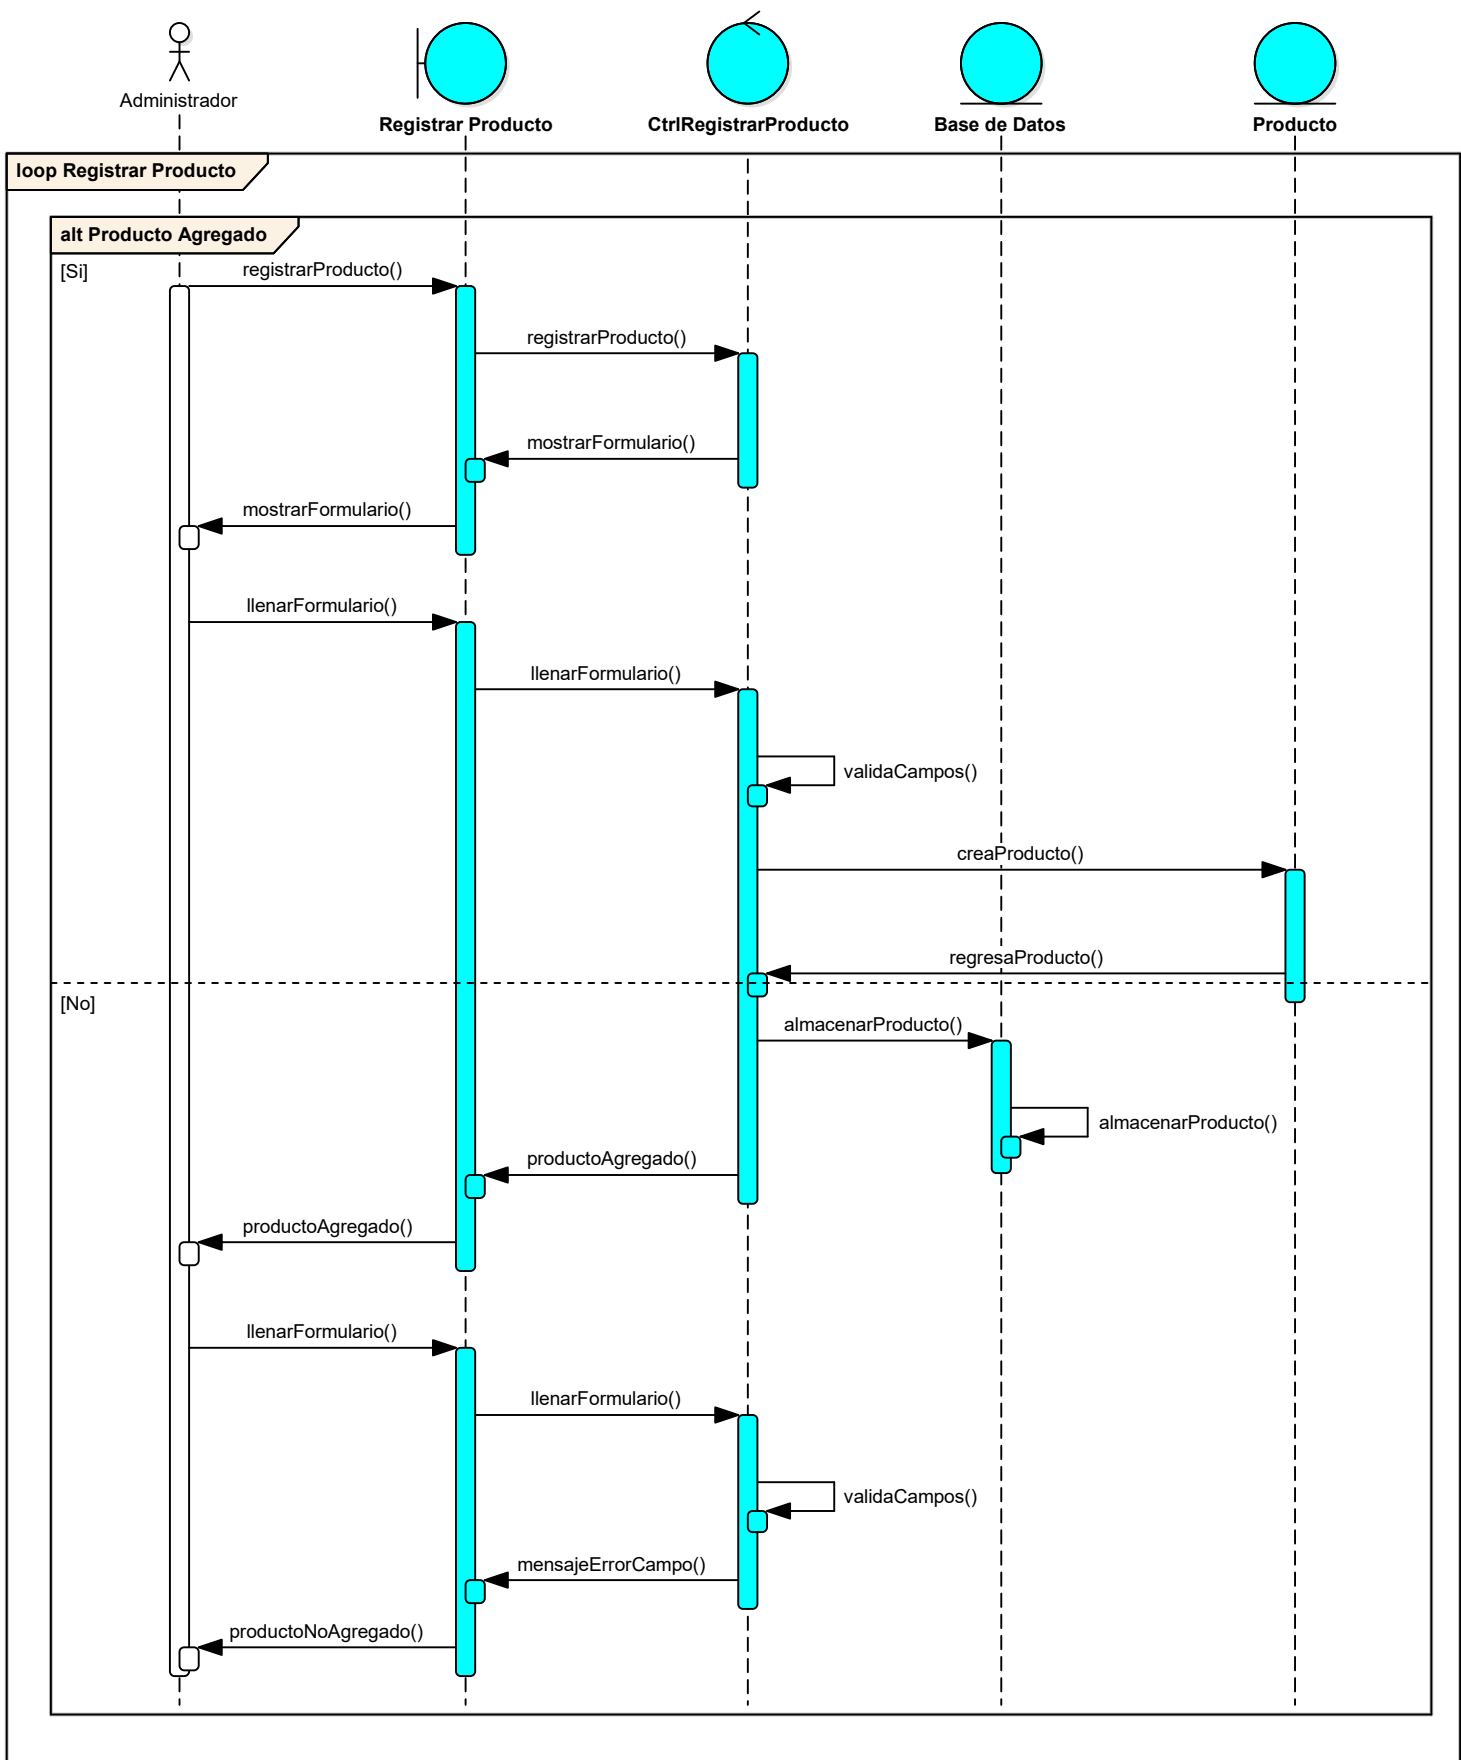 Administrador
Registrar Producto
CtrlRegistrarProducto
Base de Datos
Producto
loop Registrar Producto
alt Producto Agregado
[Si]
registrarProducto()
registrarProducto()
mostrarFormulario()
mostrarFormulario()
llenarFormulario()
llenarFormulario()
validaCampos()
creaProducto()
regresaProducto()
[No]
almacenarProducto()
almacenarProducto()
productoAgregado()
productoAgregado()
llenarFormulario()
llenarFormulario()
validaCampos()
mensajeErrorCampo()
productoNoAgregado()